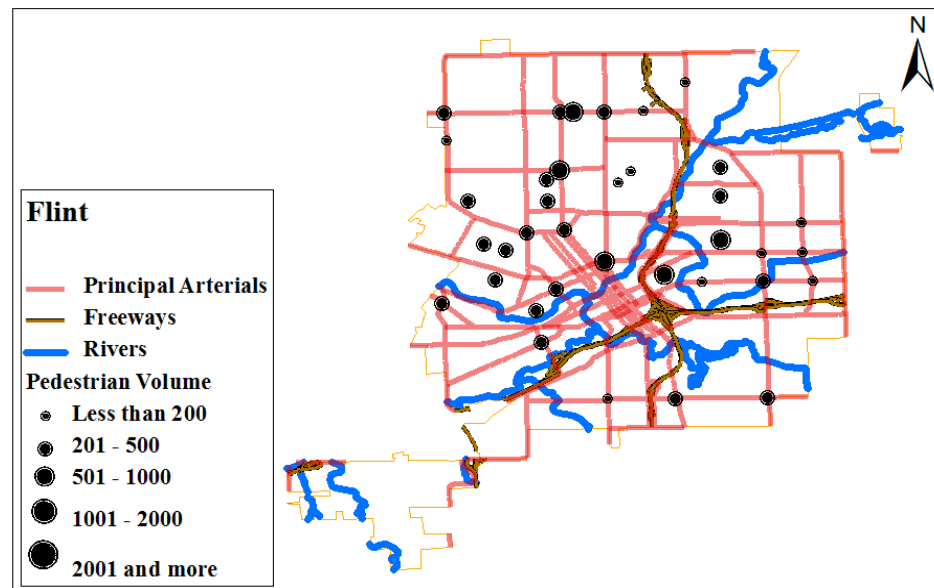 N
Flint
Principal Arterials
Freeways
Rivers
Pedestrian Volume
Less than 200
201 - 500
501 - 1000
1001 - 2000
2001 and more